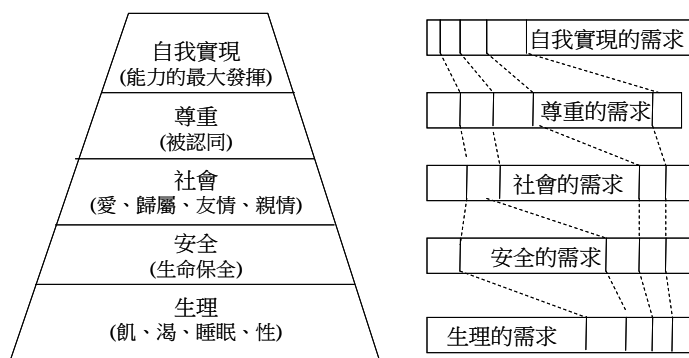 自我實現
(能力的最大發揮)
尊重
(被認同)
社會
(愛、歸屬、友情、親情)
安全
(生命保全)
生理
(飢、渴、睡眠、性)
自我實現的需求
尊重的需求
社會的需求
安全的需求
生理的需求